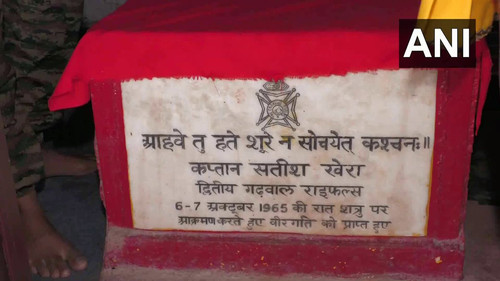 ANI
आहवे तु हते शूरे न सोचयेत् कश्चनः॥
कप्तान सतीश खेरा
द्वितीय गढ़वाल राइफल्स
6-7 अक्टूबर 1965 की रात शत्रु पर
आक्रमण करते हुए वीर गति को प्राप्त हुए